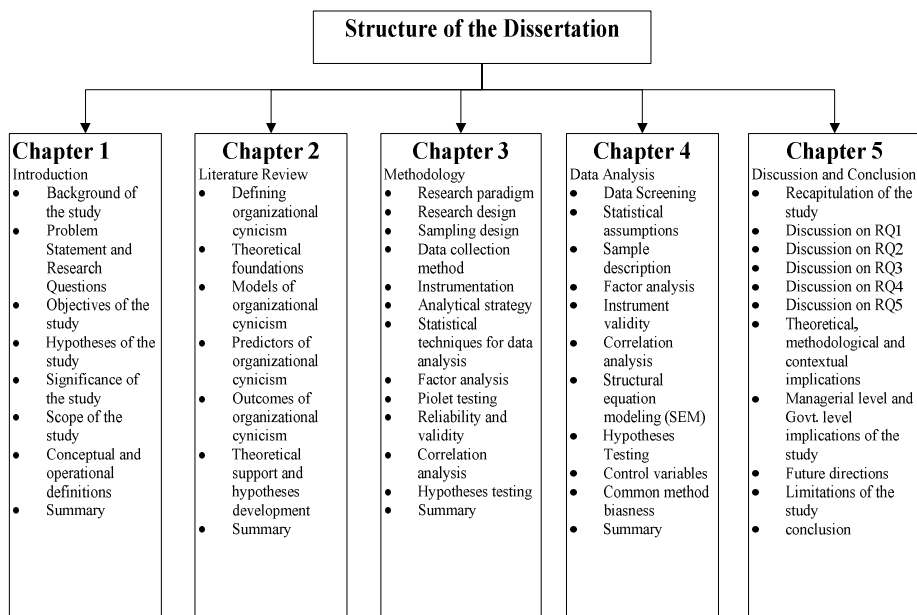 Structure of the Dissertation
Chapter 1
Introduction
● Background of
the study
● Problem
Statement and
Research
Questions
● Objectives of the
study
● Hypotheses of the
study
● Significance of
the study
● Scope of the
study
● Conceptual and
operational
definitions
● Summary
Chapter 2
Literature Review
● Defining
organizational
cynicism
● Theoretical
foundations
● Models of
organizational
cynicism
● Predictors of
organizational
cynicism
● Outcomes of
organizational
cynicism
● Theoretical
support and
hypotheses
development
● Summary
Chapter 3
Methodology
● Research paradigm
● Research design
● Sampling design
● Data collection
method
● Instrumentation
● Analytical strategy
● Statistical
techniques for data
analysis
● Factor analysis
● Piolet testing
● Reliability and
validity
● Correlation
analysis
● Hypotheses testing
● Summary
Chapter 4
Data Analysis
● Data Screening
● Statistical
assumptions
● Sample
description
● Factor analysis
● Instrument
validity
● Correlation
analysis
● Structural
equation
modeling (SEM)
● Hypotheses
Testing
● Control variables
● Common method
biasness
● Summary
Chapter 5
Discussion and Conclusion
● Recapitulation of
the study
● Discussion on RQ1
● Discussion on RQ2
● Discussion on RQ3
● Discussion on RQ4
● Discussion on RQ5
● Theoretical,
methodological and
contextual
implications
● Managerial level and
Govt. level
implications of the
study
● Future directions
● Limitations of the
study
● conclusion